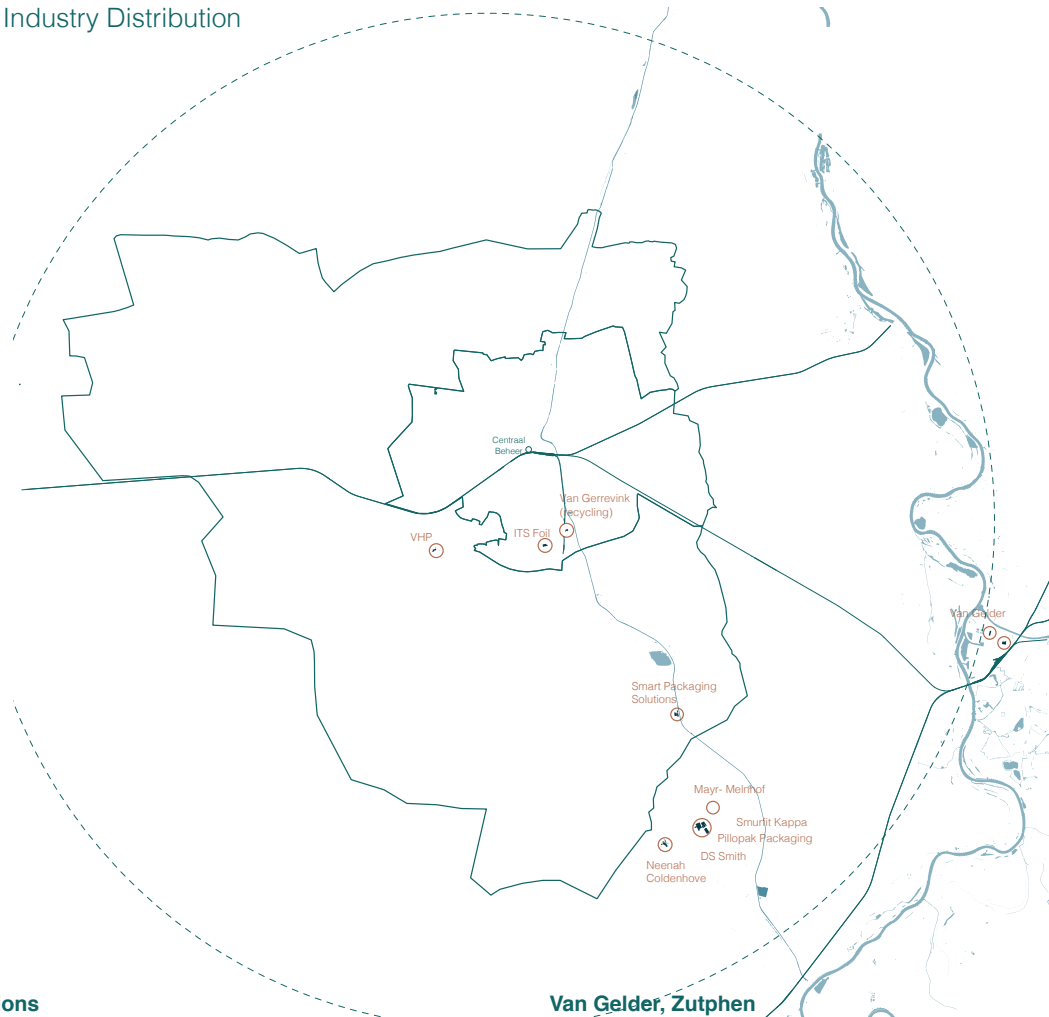 Industry Distribution
Centraal
Beheer
Van Gerrevink
(recycling)
ITS Foil
VHP
Van Gelder
Smart Packaging
Solutions
Mayr- Melnhof
Smurfit Kappa
Pillopak Packaging
DS Smith
Neenah
Coldenhove
ons
Van Gelder, Zutphen